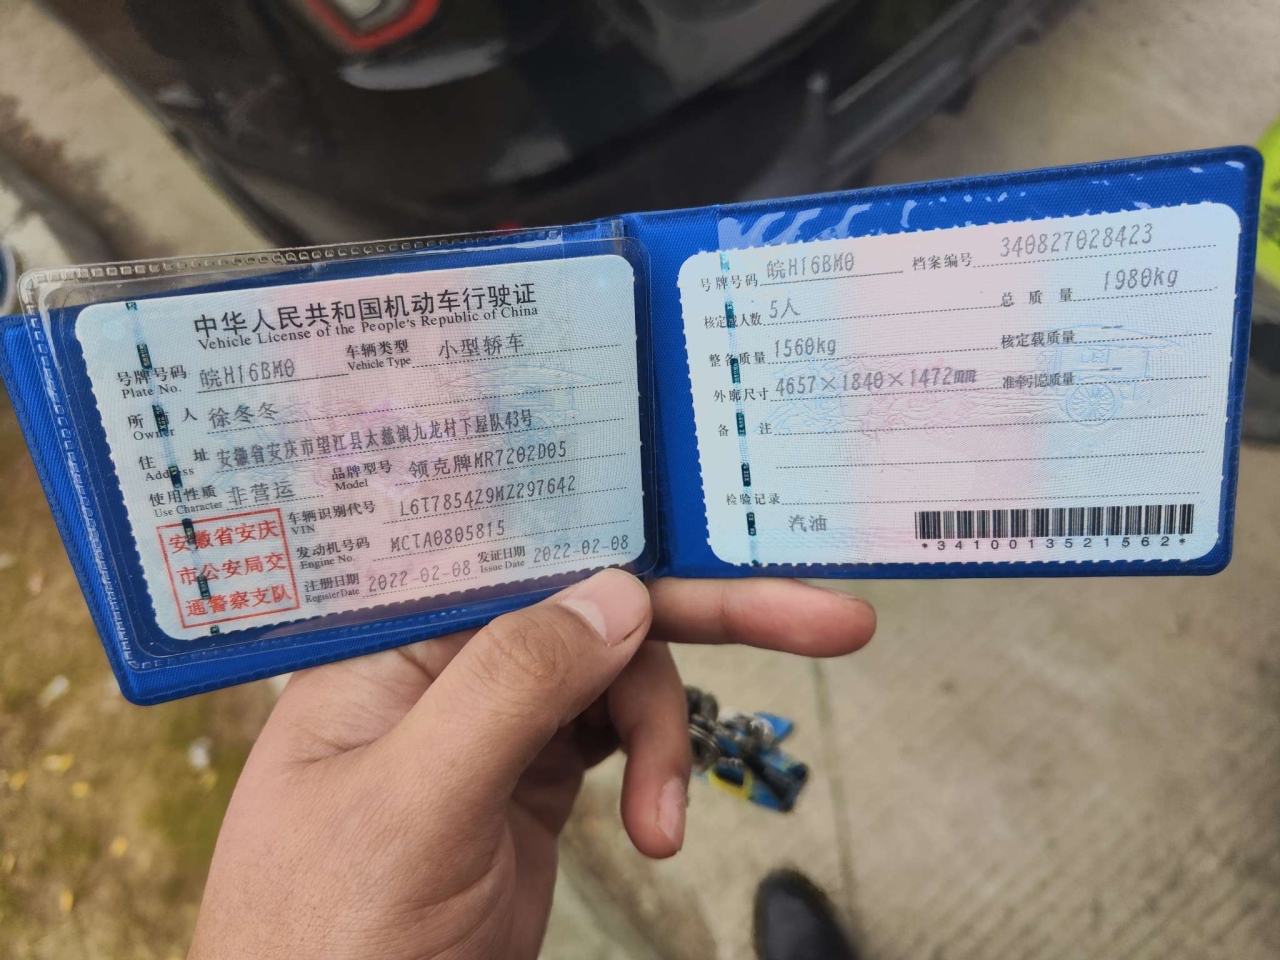 中华人民共和国机动车行驶证
Vehicle License of the People's Republic of China
号牌号码 皖H16BM0 车辆类型 小型轿车
Plate No. Vehicle Type
所有人 徐冬冬
Owner
住址 安徽省安庆市望江县太慈镇九龙村下屋队43号
Address
使用性质 非营运 品牌型号 领克牌MR7202D05
Use Character Model
车辆识别代号 L6T7854Z9MZ297642
VIN
发动机号码 MCTA0805815
Engine No.
注册日期 2022-02-08 发证日期 2022-02-08
Register Date Issue Date
安徽省安庆
市公安局交
通警察支队
号牌号码 皖H16BM0 档案编号 340827028423
核定载人数 5人 总质量 1980kg
整备质量 1560kg 核定载质量
外廓尺寸 4657×1840×1472mm 准牵引总质量
备注
检验记录
汽油
*3410013521562*